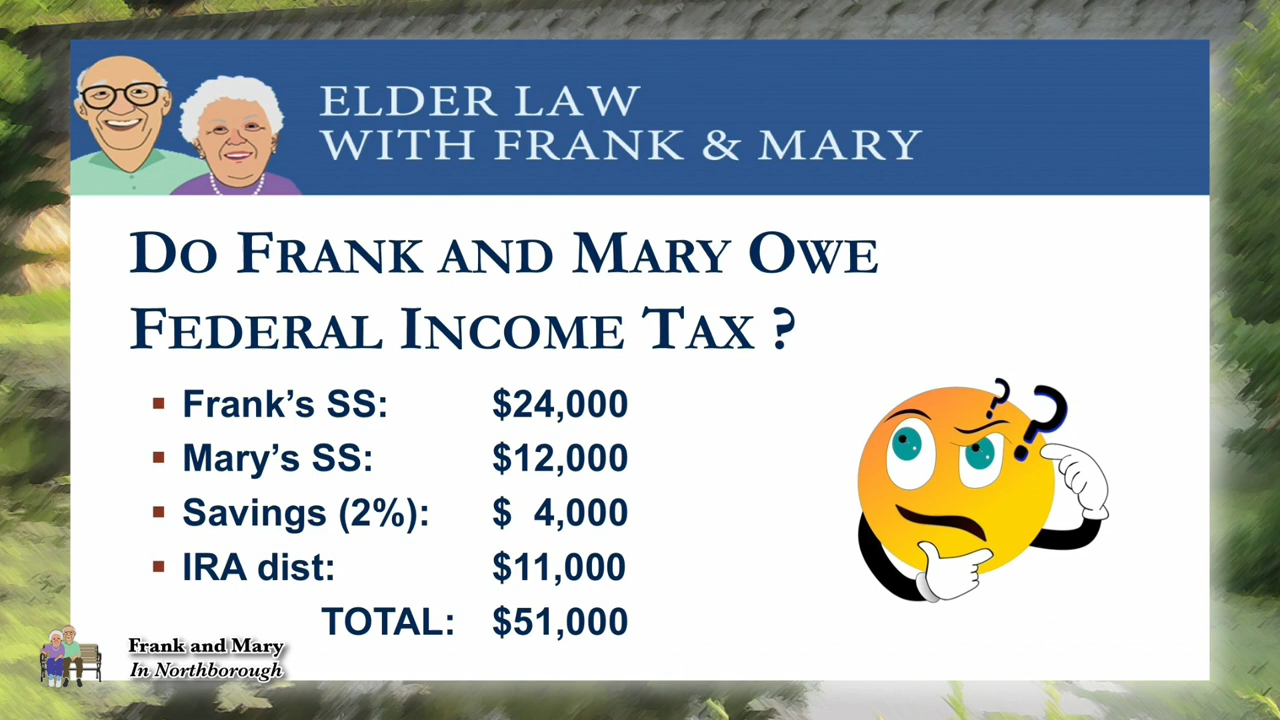 ELDER LAW
WITH FRANK & MARY
DO FRANK AND MARY OWE
FEDERAL INCOME TAX ?
▪ Frank’s SS: $24,000
▪ Mary’s SS: $12,000
▪ Savings (2%): $ 4,000
▪ IRA dist: $11,000
TOTAL: $51,000
? ?
Frank and Mary
In Northborough